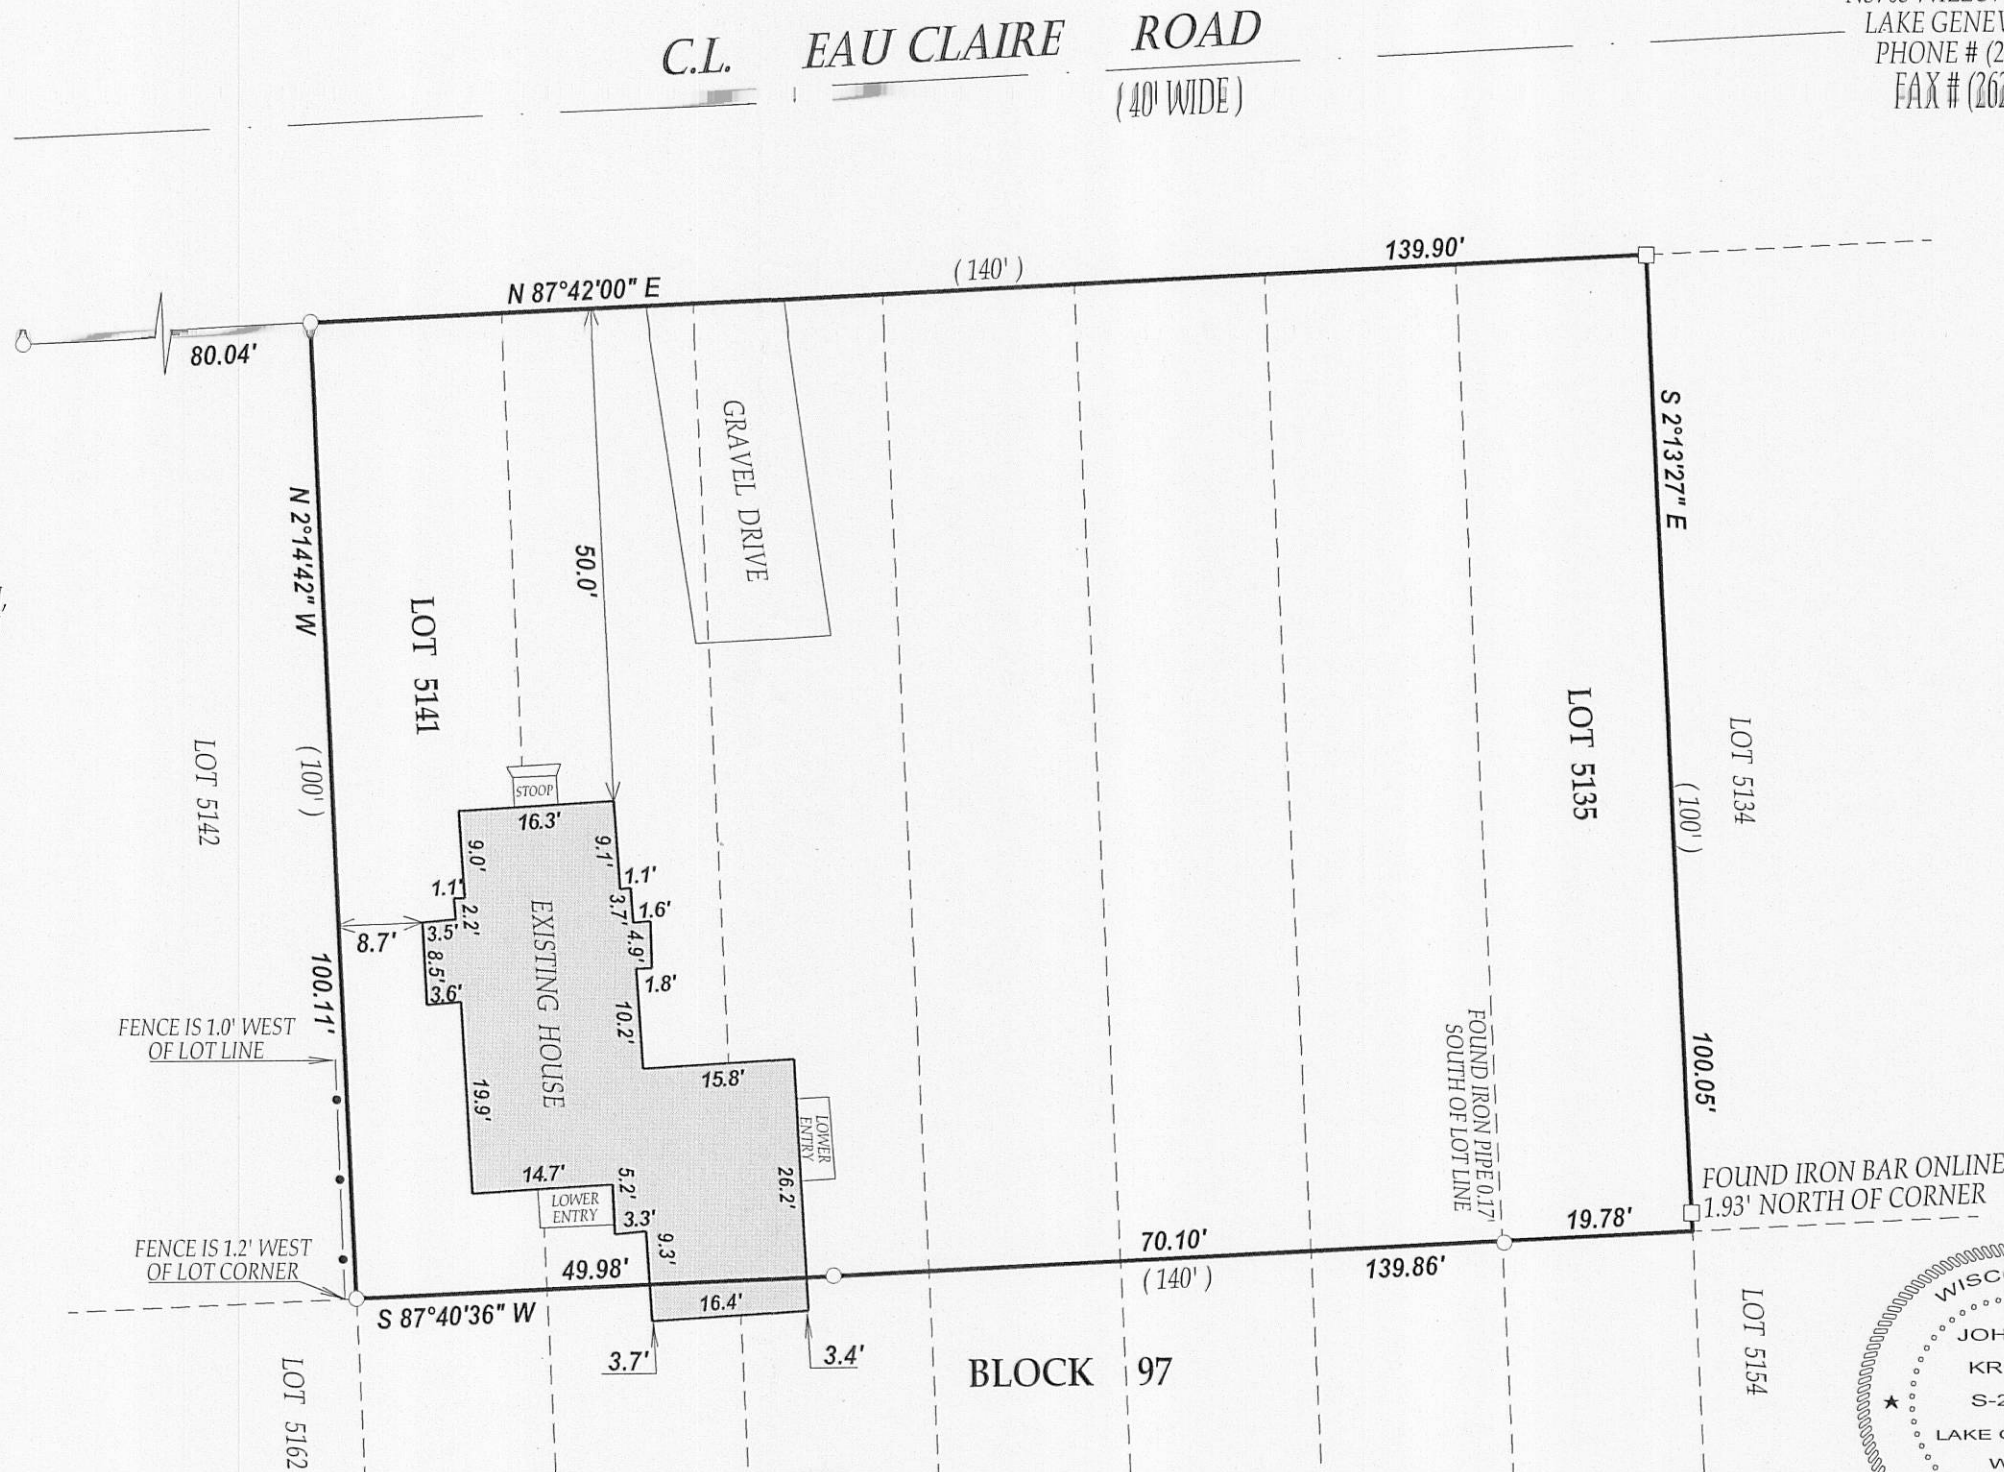 C.L. EAU CLAIRE ROAD
(40' WIDE)
LAKE GENEV
PHONE # (2
FAX # (262
139.90'
(140')
N 87°42'00" E
80.04'
S 2°13'27" E
GRAVEL DRIVE
N 2°14'42" W
50.0'
LOT 5141
LOT 5135
LOT 5142
(100')
LOT 5134
(100')
STOOP
16.3'
9.0'
9.1'
1.1'
1.1'
2.2'
3.7'
1.6'
3.5'
8.7'
4.9'
8.5'
3.6'
1.8'
EXISTING HOUSE
10.2'
100.11'
FENCE IS 1.0' WEST
OF LOT LINE
15.8'
19.9'
LOWER
ENTRY
100.05'
FOUND IRON PIPE 0.17'
SOUTH OF LOT LINE
14.7'
5.2'
26.2'
LOWER
ENTRY
3.3'
9.3'
FOUND IRON BAR ONLINE
1.93' NORTH OF CORNER
19.78'
70.10'
(140')
139.86'
FENCE IS 1.2' WEST
OF LOT CORNER
49.98'
S 87°40'36" W
16.4'
3.7'
3.4'
BLOCK 97
LOT 5162
LOT 5154
WISC
JOH
KR
S-2
LAKE
W